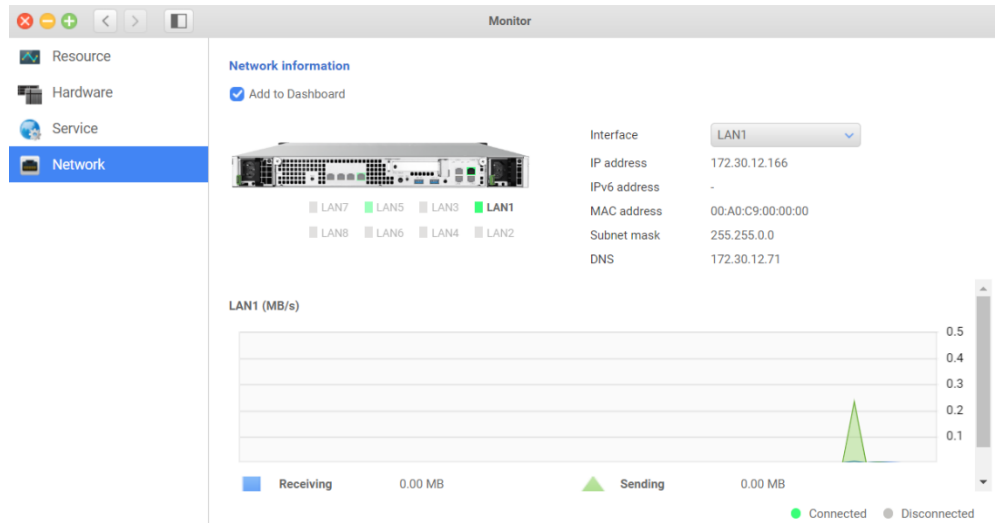 Monitor
Resource
Hardware
Service
Network
Network information
Add to Dashboard
LAN7 LAN5 LAN3 LAN1
LAN8 LAN6 LAN4 LAN2
Interface LAN1
IP address 172.30.12.166
IPv6 address -
MAC address 00:A0:C9:00:00:00
Subnet mask 255.255.0.0
DNS 172.30.12.71
LAN1 (MB/s)
0.5
0.4
0.3
0.2
0.1
Receiving 0.00 MB Sending 0.00 MB
Connected Disconnected